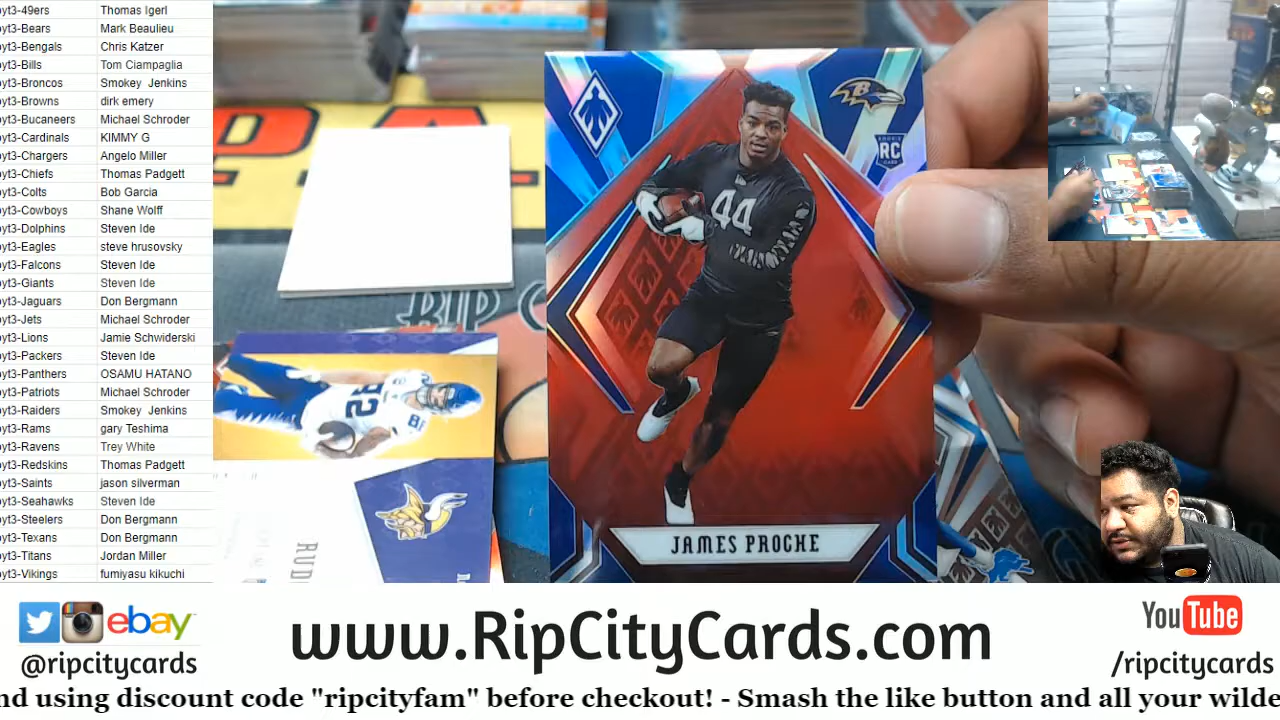 yt3-49ers Thomas Igerl
yt3-Bears Mark Beaulieu
yt3-Bengals Chris Katzer
yt3-Bills Tom Ciampaglia
yt3-Broncos Smokey Jenkins
yt3-Browns dirk emery
yt3-Bucaneers Michael Schroder
yt3-Cardinals KIMMY G
yt3-Chargers Angelo Miller
yt3-Chiefs Thomas Padgett
yt3-Colts Bob Garcia
yt3-Cowboys Shane Wolff
yt3-Dolphins Steven Ide
yt3-Eagles steve hrusovsky
yt3-Falcons Steven Ide
yt3-Giants Steven Ide
yt3-Jaguars Don Bergmann
yt3-Jets Michael Schroder
yt3-Lions Jamie Schwiderski
yt3-Packers Steven Ide
yt3-Panthers OSAMU HATANO
yt3-Patriots Michael Schroder
yt3-Raiders Smokey Jenkins
yt3-Rams gary Teshima
yt3-Ravens Trey White
yt3-Redskins Thomas Padgett
yt3-Saints jason silverman
yt3-Seahawks Steven Ide
yt3-Steelers Don Bergmann
yt3-Texans Don Bergmann
yt3-Titans Jordan Miller
yt3-Vikings fumiyasu kikuchi
RIP C
ROOKIE
RC
CARD
44
82
RUD
JAMES PROCHE
ebay
@ripcitycards
www.RipCityCards.com
YouTube
/ripcitycards
nd using discount code "ripcityfam" before checkout! - Smash the like button and all your wilde